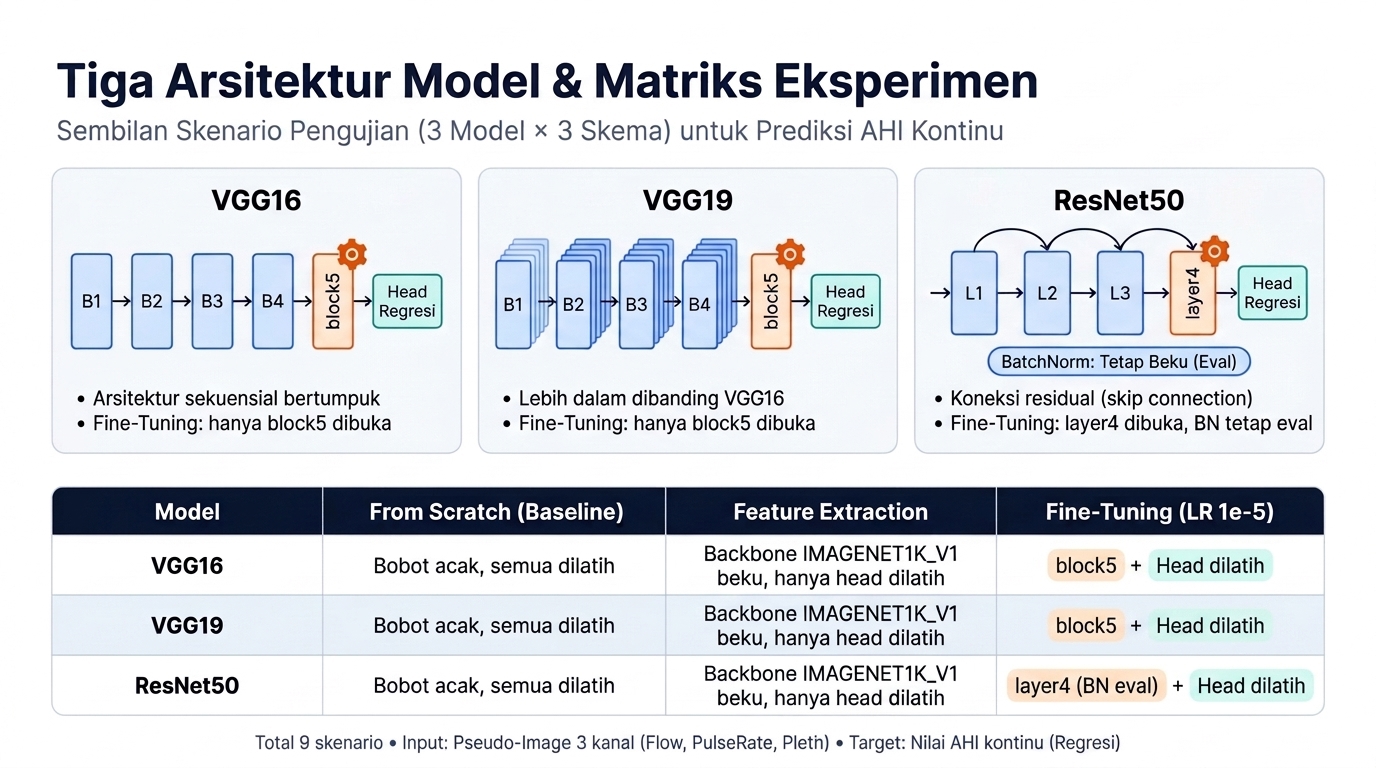 Tiga Arsitektur Model & Matriks Eksperimen
Sembilan Skenario Pengujian (3 Model × 3 Skema) untuk Prediksi AHI Kontinu
VGG16
B1
B2
B3
B4
block5
Head
Regresi
• Arsitektur sekuensial bertumpuk
• Fine-Tuning: hanya block5 dibuka
VGG19
B1
B2
B3
B4
block5
Head
Regresi
• Lebih dalam dibanding VGG16
• Fine-Tuning: hanya block5 dibuka
ResNet50
L1
L2
L3
layer4
Head
Regresi
BatchNorm: Tetap Beku (Eval)
• Koneksi residual (skip connection)
• Fine-Tuning: layer4 dibuka, BN tetap eval
Model
From Scratch (Baseline)
Feature Extraction
Fine-Tuning (LR 1e-5)
VGG16
Bobot acak, semua dilatih
Backbone IMAGENET1K_V1
beku, hanya head dilatih
block5 + Head dilatih
VGG19
Bobot acak, semua dilatih
Backbone IMAGENET1K_V1
beku, hanya head dilatih
block5 + Head dilatih
ResNet50
Bobot acak, semua dilatih
Backbone IMAGENET1K_V1
beku, hanya head dilatih
layer4 (BN eval) + Head dilatih
Total 9 skenario • Input: Pseudo-Image 3 kanal (Flow, PulseRate, Pleth) • Target: Nilai AHI kontinu (Regresi)